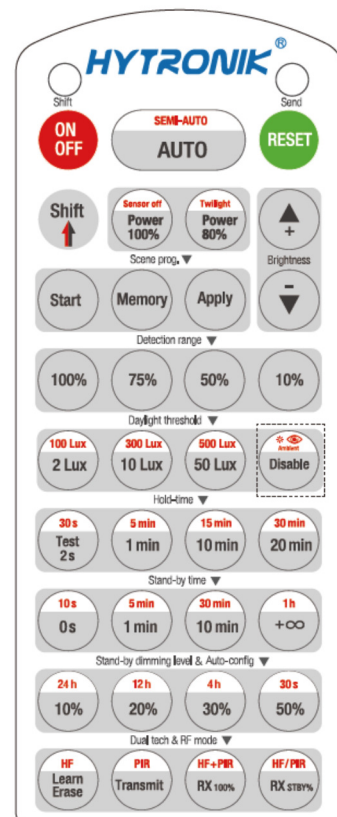 HYTRONIK®
Shift
Send
ON
OFF
SEMI-AUTO
AUTO
RESET
Shift
Sensor off
Power
100%
Twilight
Power
80%
+
Scene prog. ▼
Brightness
Start
Memory
Apply
−
Detection range ▼
100%
75%
50%
10%
Daylight threshold ▼
100 Lux
300 Lux
500 Lux
Ambient
2 Lux
10 Lux
50 Lux
Disable
Hold-time ▼
30s
5 min
15 min
30 min
Test
2s
1 min
10 min
20 min
Stand-by time ▼
10s
5 min
30 min
1h
0s
1 min
10 min
+∞
Stand-by dimming level & Auto-config ▼
24h
12h
4h
30s
10%
20%
30%
50%
Dual tech & RF mode ▼
HF
PIR
HF+PIR
HF/PIR
Learn
Erase
Transmit
RX 100%
RX STBY%